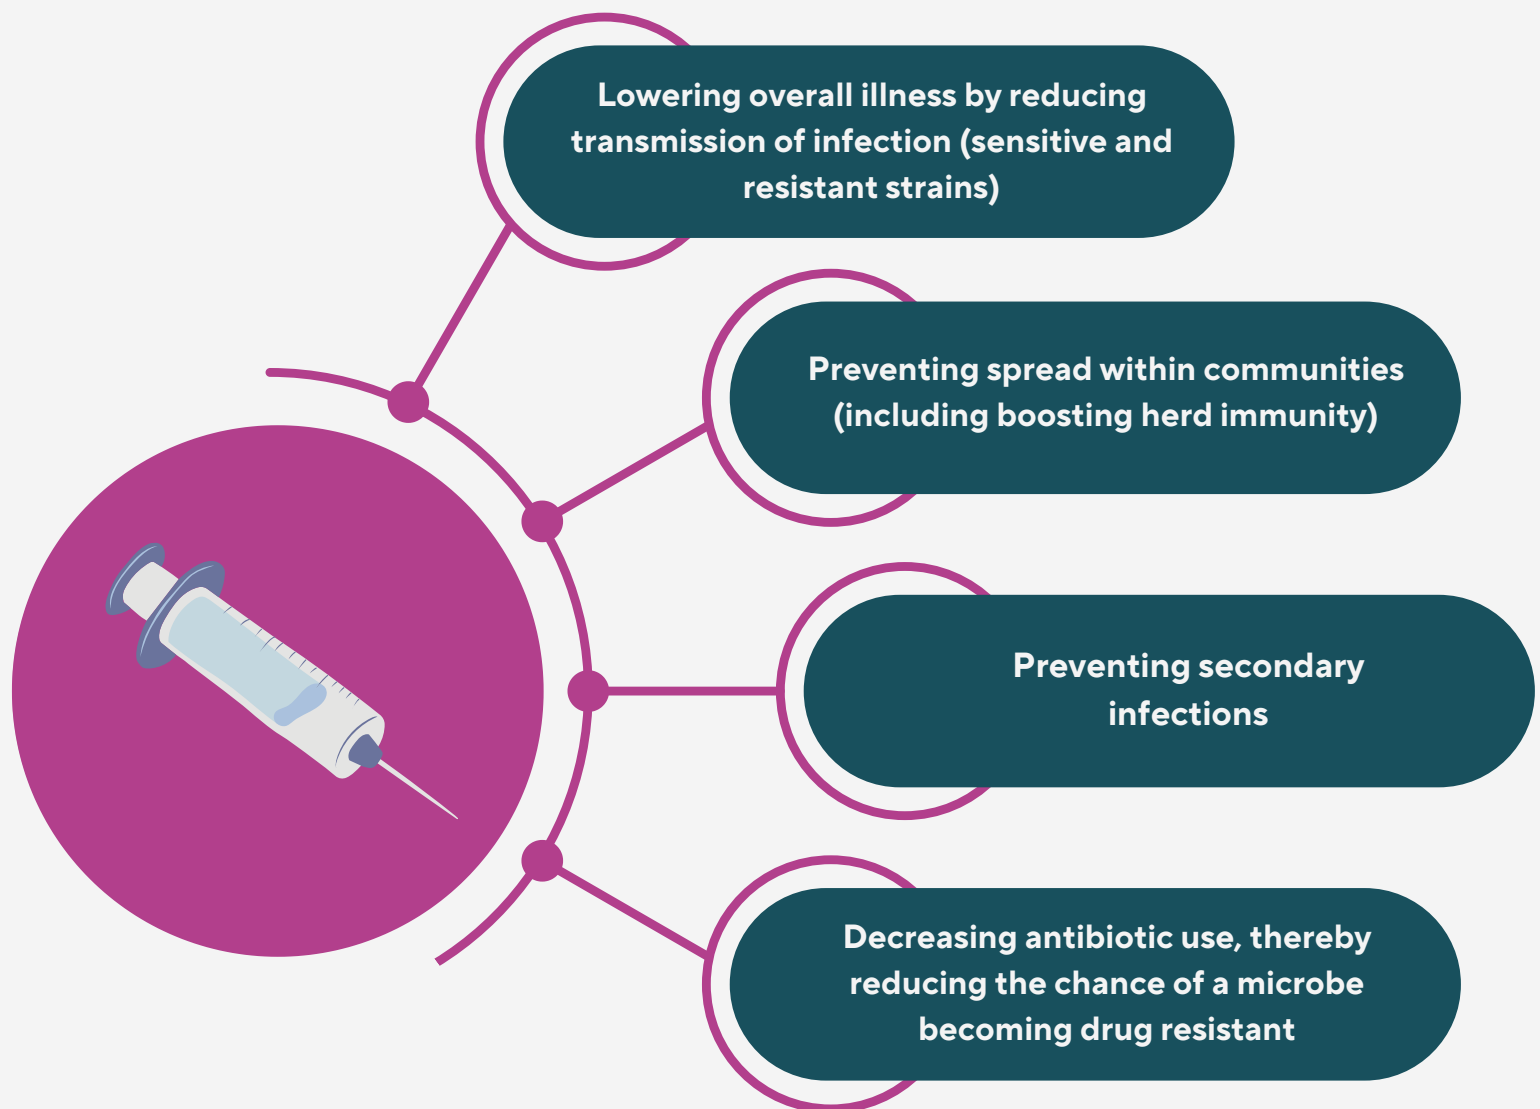 Lowering overall illness by reducing
transmission of infection (sensitive and
resistant strains)
Preventing spread within communities
(including boosting herd immunity)
Preventing secondary
infections
Decreasing antibiotic use, thereby
reducing the chance of a microbe
becoming drug resistant